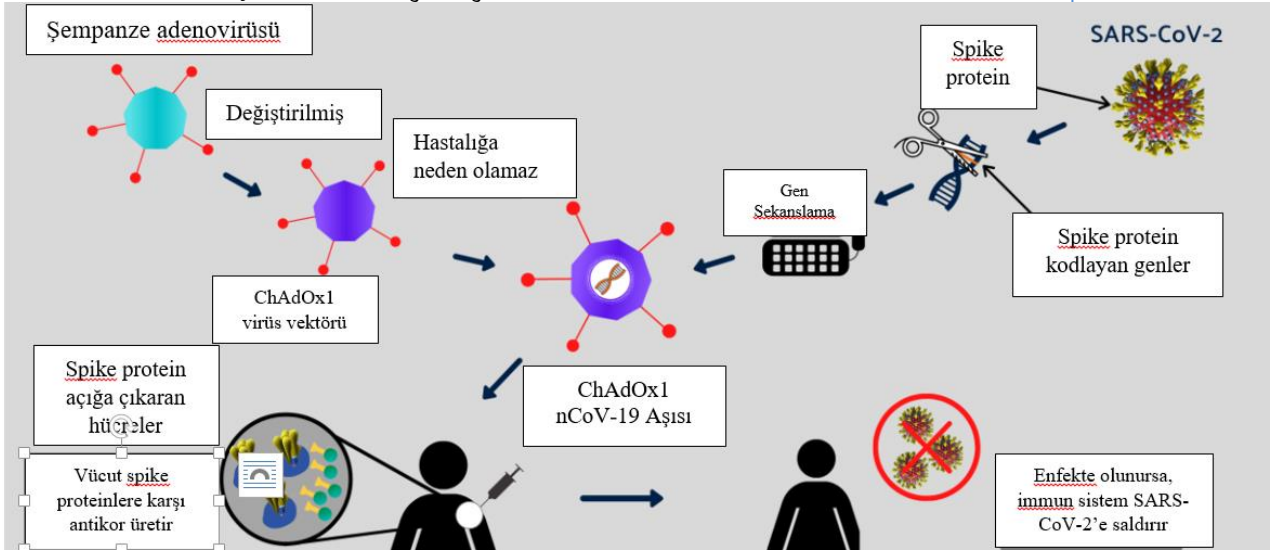 Şempanze adenovirüsü
Değiştirilmiş
Hastalığa
neden olamaz
SARS-CoV-2
Spike
protein
Gen
Sekanslama
Spike protein
kodlayan genler
ChAdOx1
virüs vektörü
ChAdOx1
nCoV-19 Aşısı
Spike protein
açığa çıkaran
hücreler
Vücut spike
proteinlere karşı
antikor üretir
Enfekte olunursa,
immun sistem SARS-
CoV-2’e saldırır